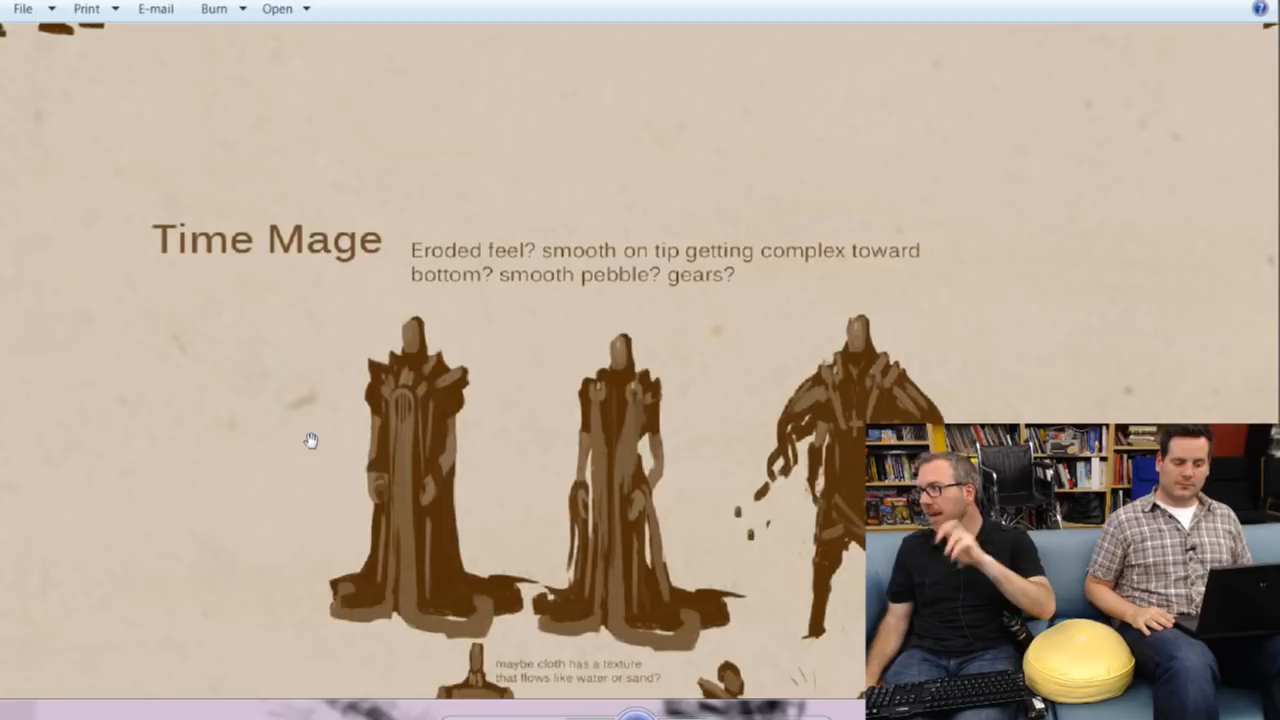 File
Print
E-mail
Burn
Open
Time Mage
Eroded feel? smooth on tip getting complex toward
bottom? smooth pebble? gears?
maybe cloth has a texture
that flows like water or sand?